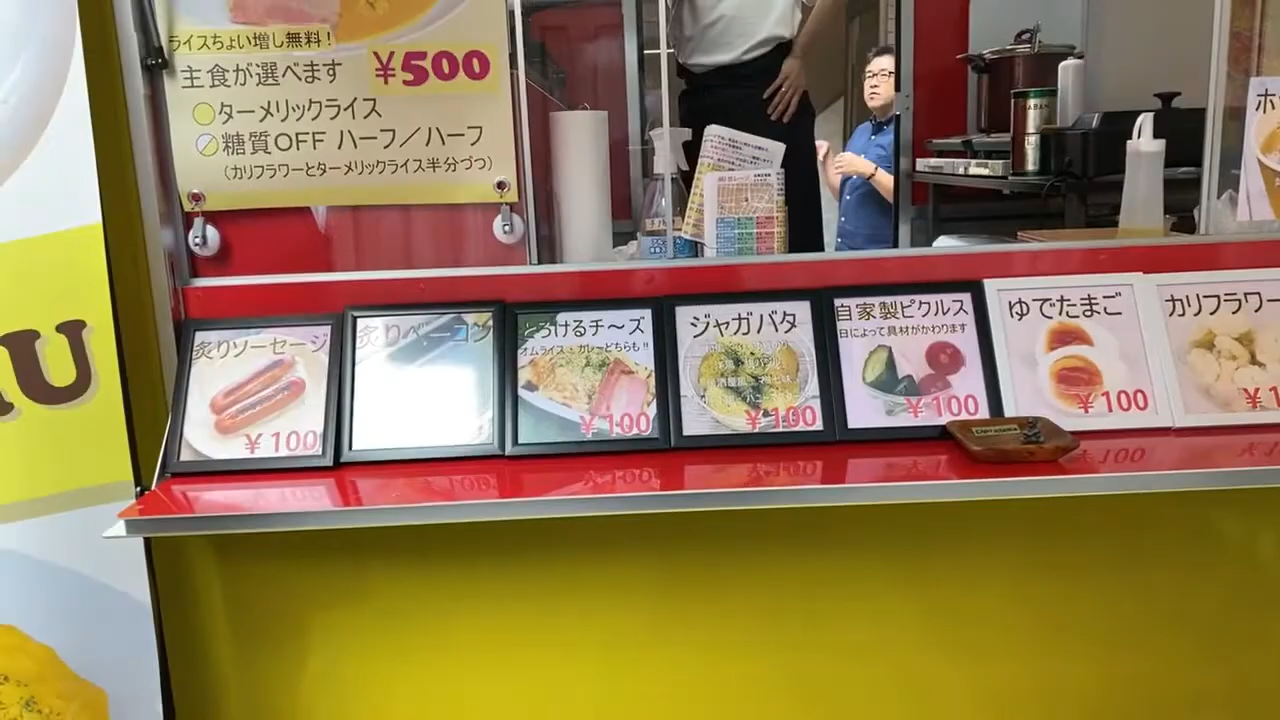 ライスちょい増し無料!
主食が選べます
¥500
ターメリックライス
糖質OFF ハーフ/ハーフ
(カリフラワーとターメリックライス半分づつ)
炙りソーセージ
¥100
炙りベーコン
とろけるチ〜ズ
オムライス・カレーどちらも!!
¥100
ジャガバタ
¥100
自家製ピクルス
日によって具材がかわります
¥100
ゆでたまご
¥100
カリフラワー
¥1